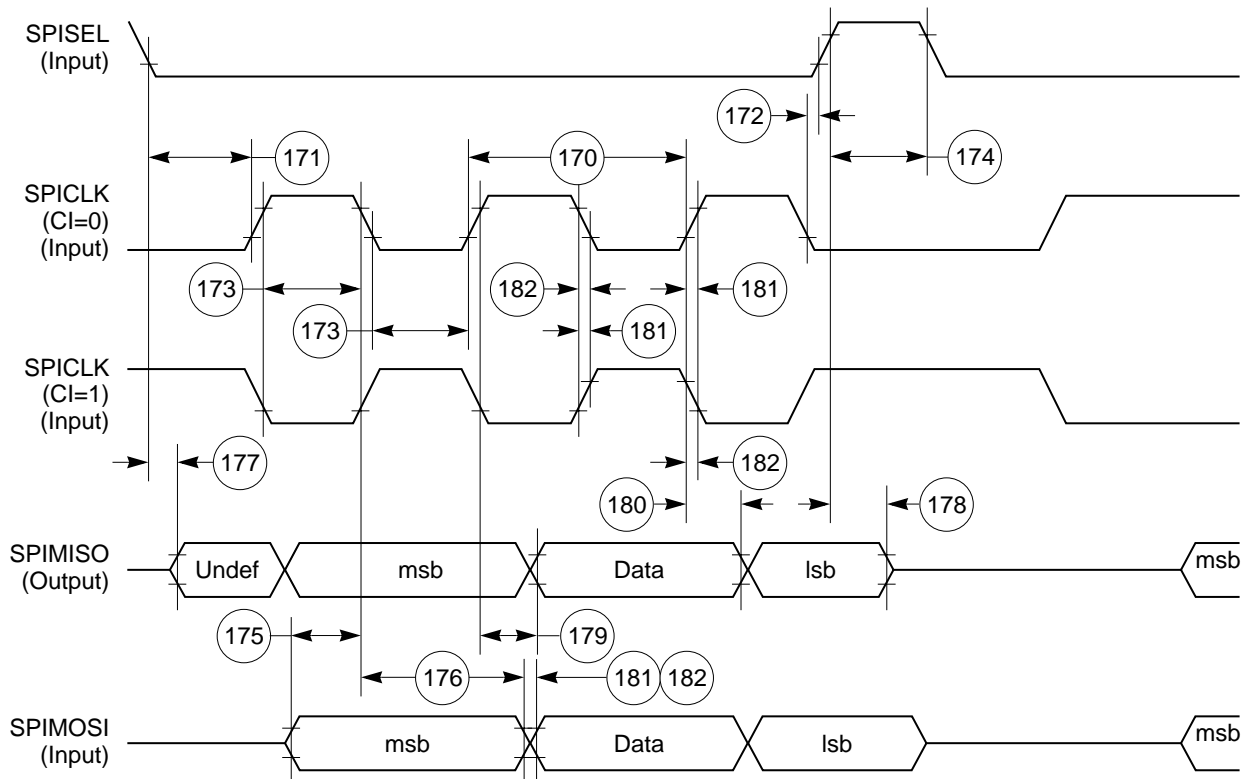 SPISEL
(Input)
172
171
170
174
SPICLK
(CI=0)
(Input)
173
182
181
173
181
SPICLK
(CI=1)
(Input)
177
182
180
178
SPIMISO
(Output)
Undef
msb
Data
lsb
msb
175
179
176
181
182
SPIMOSI
(Input)
msb
Data
lsb
msb